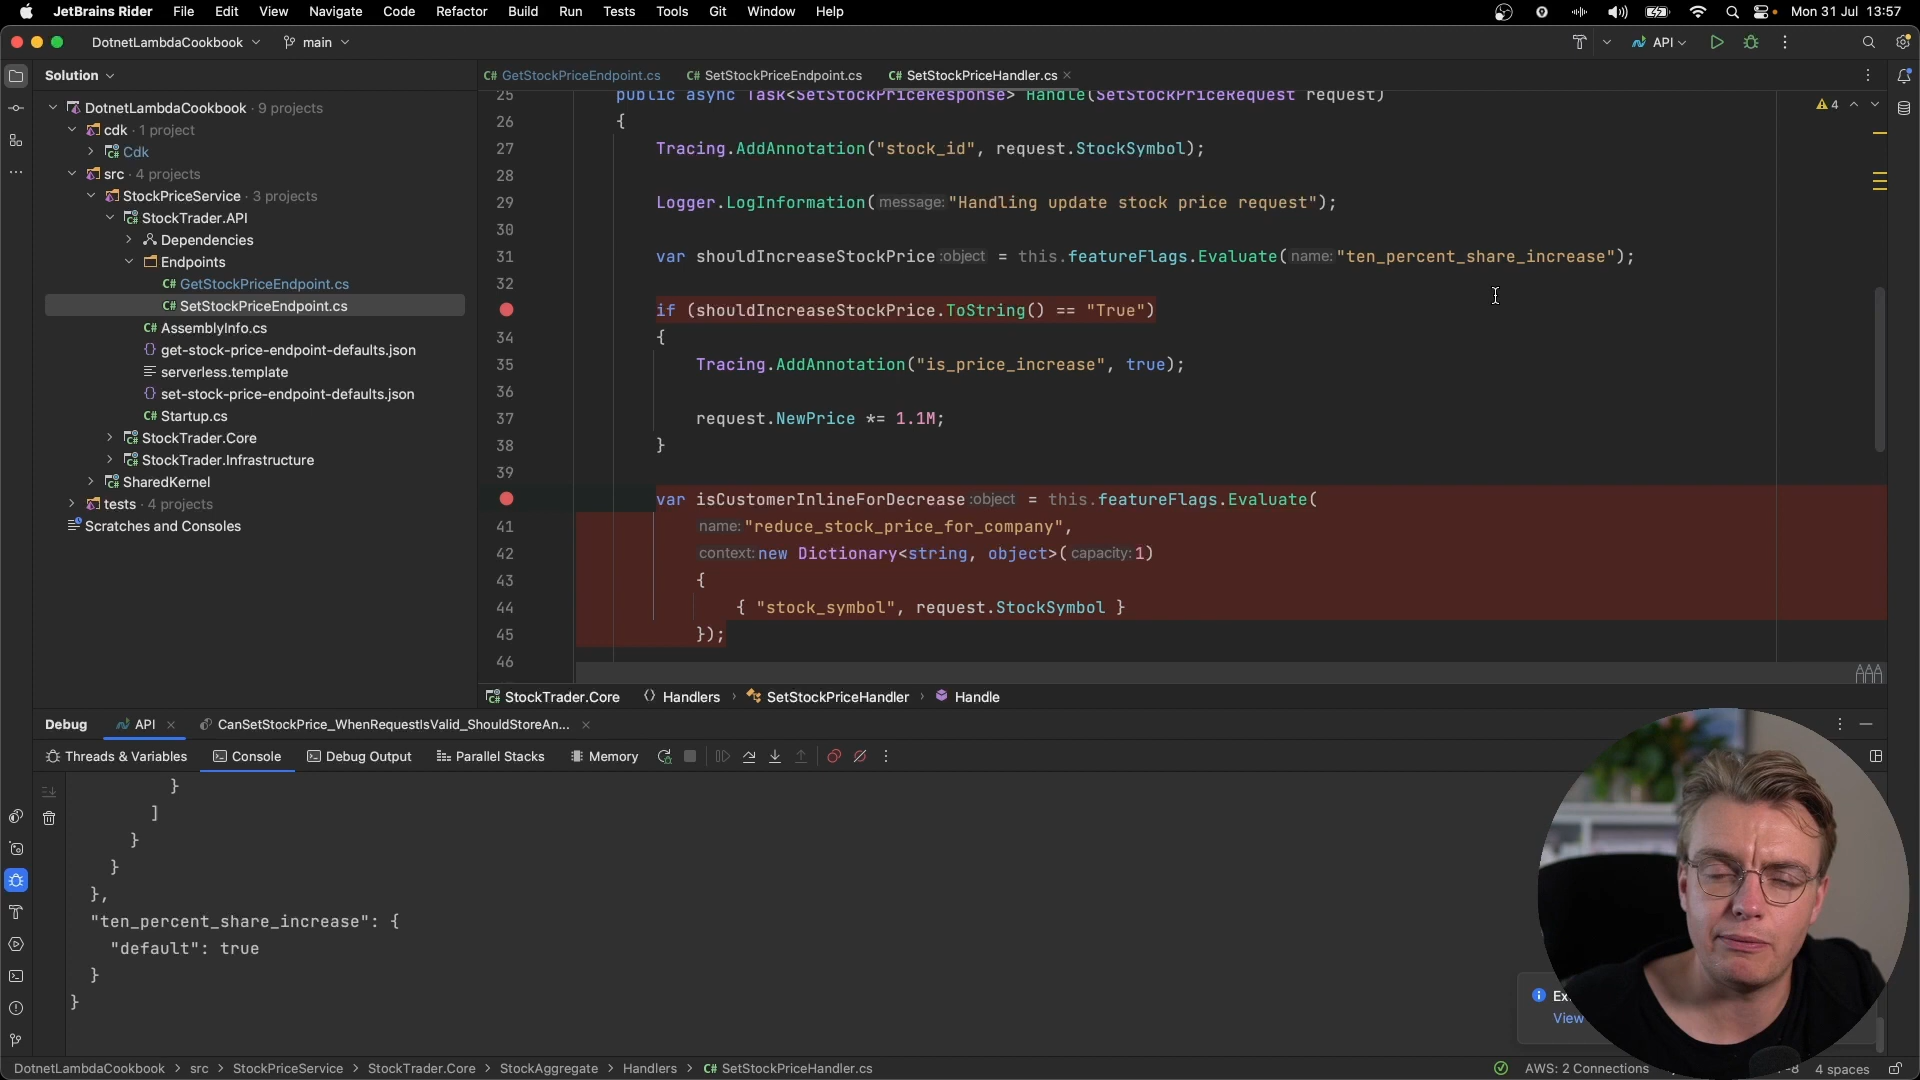 JetBrains Rider File Edit View Navigate Code Refactor Build Run Tests Tools Git Window Help Mon 31 Jul 13:57
DotnetLambdaCookbook main API
Solution
GetStockPriceEndpoint.cs SetStockPriceEndpoint.cs SetStockPriceHandler.cs
DotnetLambdaCookbook · 9 projects
cdk · 1 project
Cdk
src · 4 projects
StockPriceService · 3 projects
StockTrader.API
Dependencies
Endpoints
GetStockPriceEndpoint.cs
SetStockPriceEndpoint.cs
AssemblyInfo.cs
get-stock-price-endpoint-defaults.json
serverless.template
set-stock-price-endpoint-defaults.json
Startup.cs
StockTrader.Core
StockTrader.Infrastructure
SharedKernel
tests · 4 projects
Scratches and Consoles
4
25 public async Task<SetStockPriceResponse> Handle(SetStockPriceRequest request)
26 {
27 Tracing.AddAnnotation("stock_id", request.StockSymbol);
28
29 Logger.LogInformation( message: "Handling update stock price request");
30
31 var shouldIncreaseStockPrice :object = this.featureFlags.Evaluate( name: "ten_percent_share_increase");
32
if (shouldIncreaseStockPrice.ToString() == "True")
34 {
35 Tracing.AddAnnotation("is_price_increase", true);
36
37 request.NewPrice *= 1.1M;
38 }
39
var isCustomerInlineForDecrease :object = this.featureFlags.Evaluate(
41 name: "reduce_stock_price_for_company",
42 context: new Dictionary<string, object>( capacity: 1)
43 {
44 { "stock_symbol", request.StockSymbol }
45 });
46
StockTrader.Core Handlers SetStockPriceHandler Handle
Debug API CanSetStockPrice_WhenRequestIsValid_ShouldStoreAn...
Threads & Variables Console Debug Output Parallel Stacks Memory
}
]
}
}
},
"ten_percent_share_increase": {
"default": true
}
}
View
DotnetLambdaCookbook > src > StockPriceService > StockTrader.Core > StockAggregate > Handlers > SetStockPriceHandler.cs AWS: 2 Connections 4 spaces